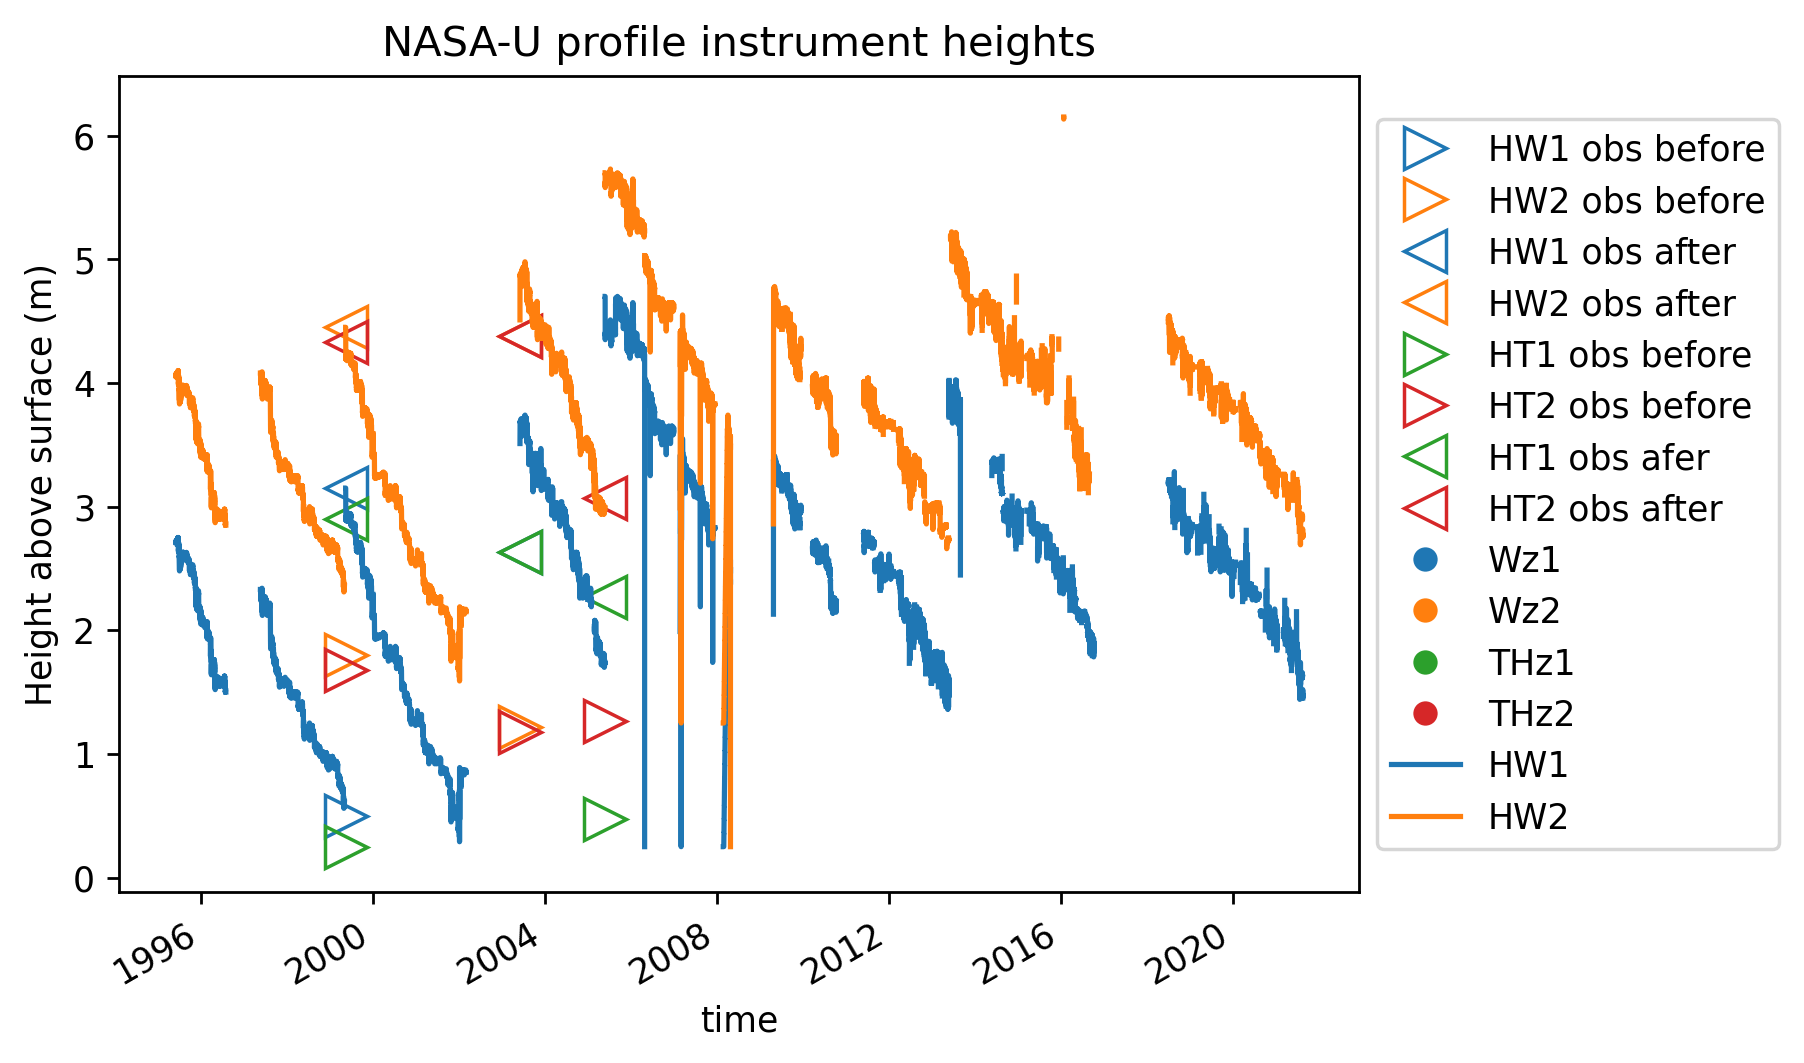 NASA-U profile instrument heights
Height above surface (m)
6
5
4
3
2
1
0
1996
2000
2004
2008
2012
2016
2020
time
HW1 obs before
HW2 obs before
HW1 obs after
HW2 obs after
HT1 obs before
HT2 obs before
HT1 obs afer
HT2 obs after
Wz1
Wz2
THz1
THz2
HW1
HW2